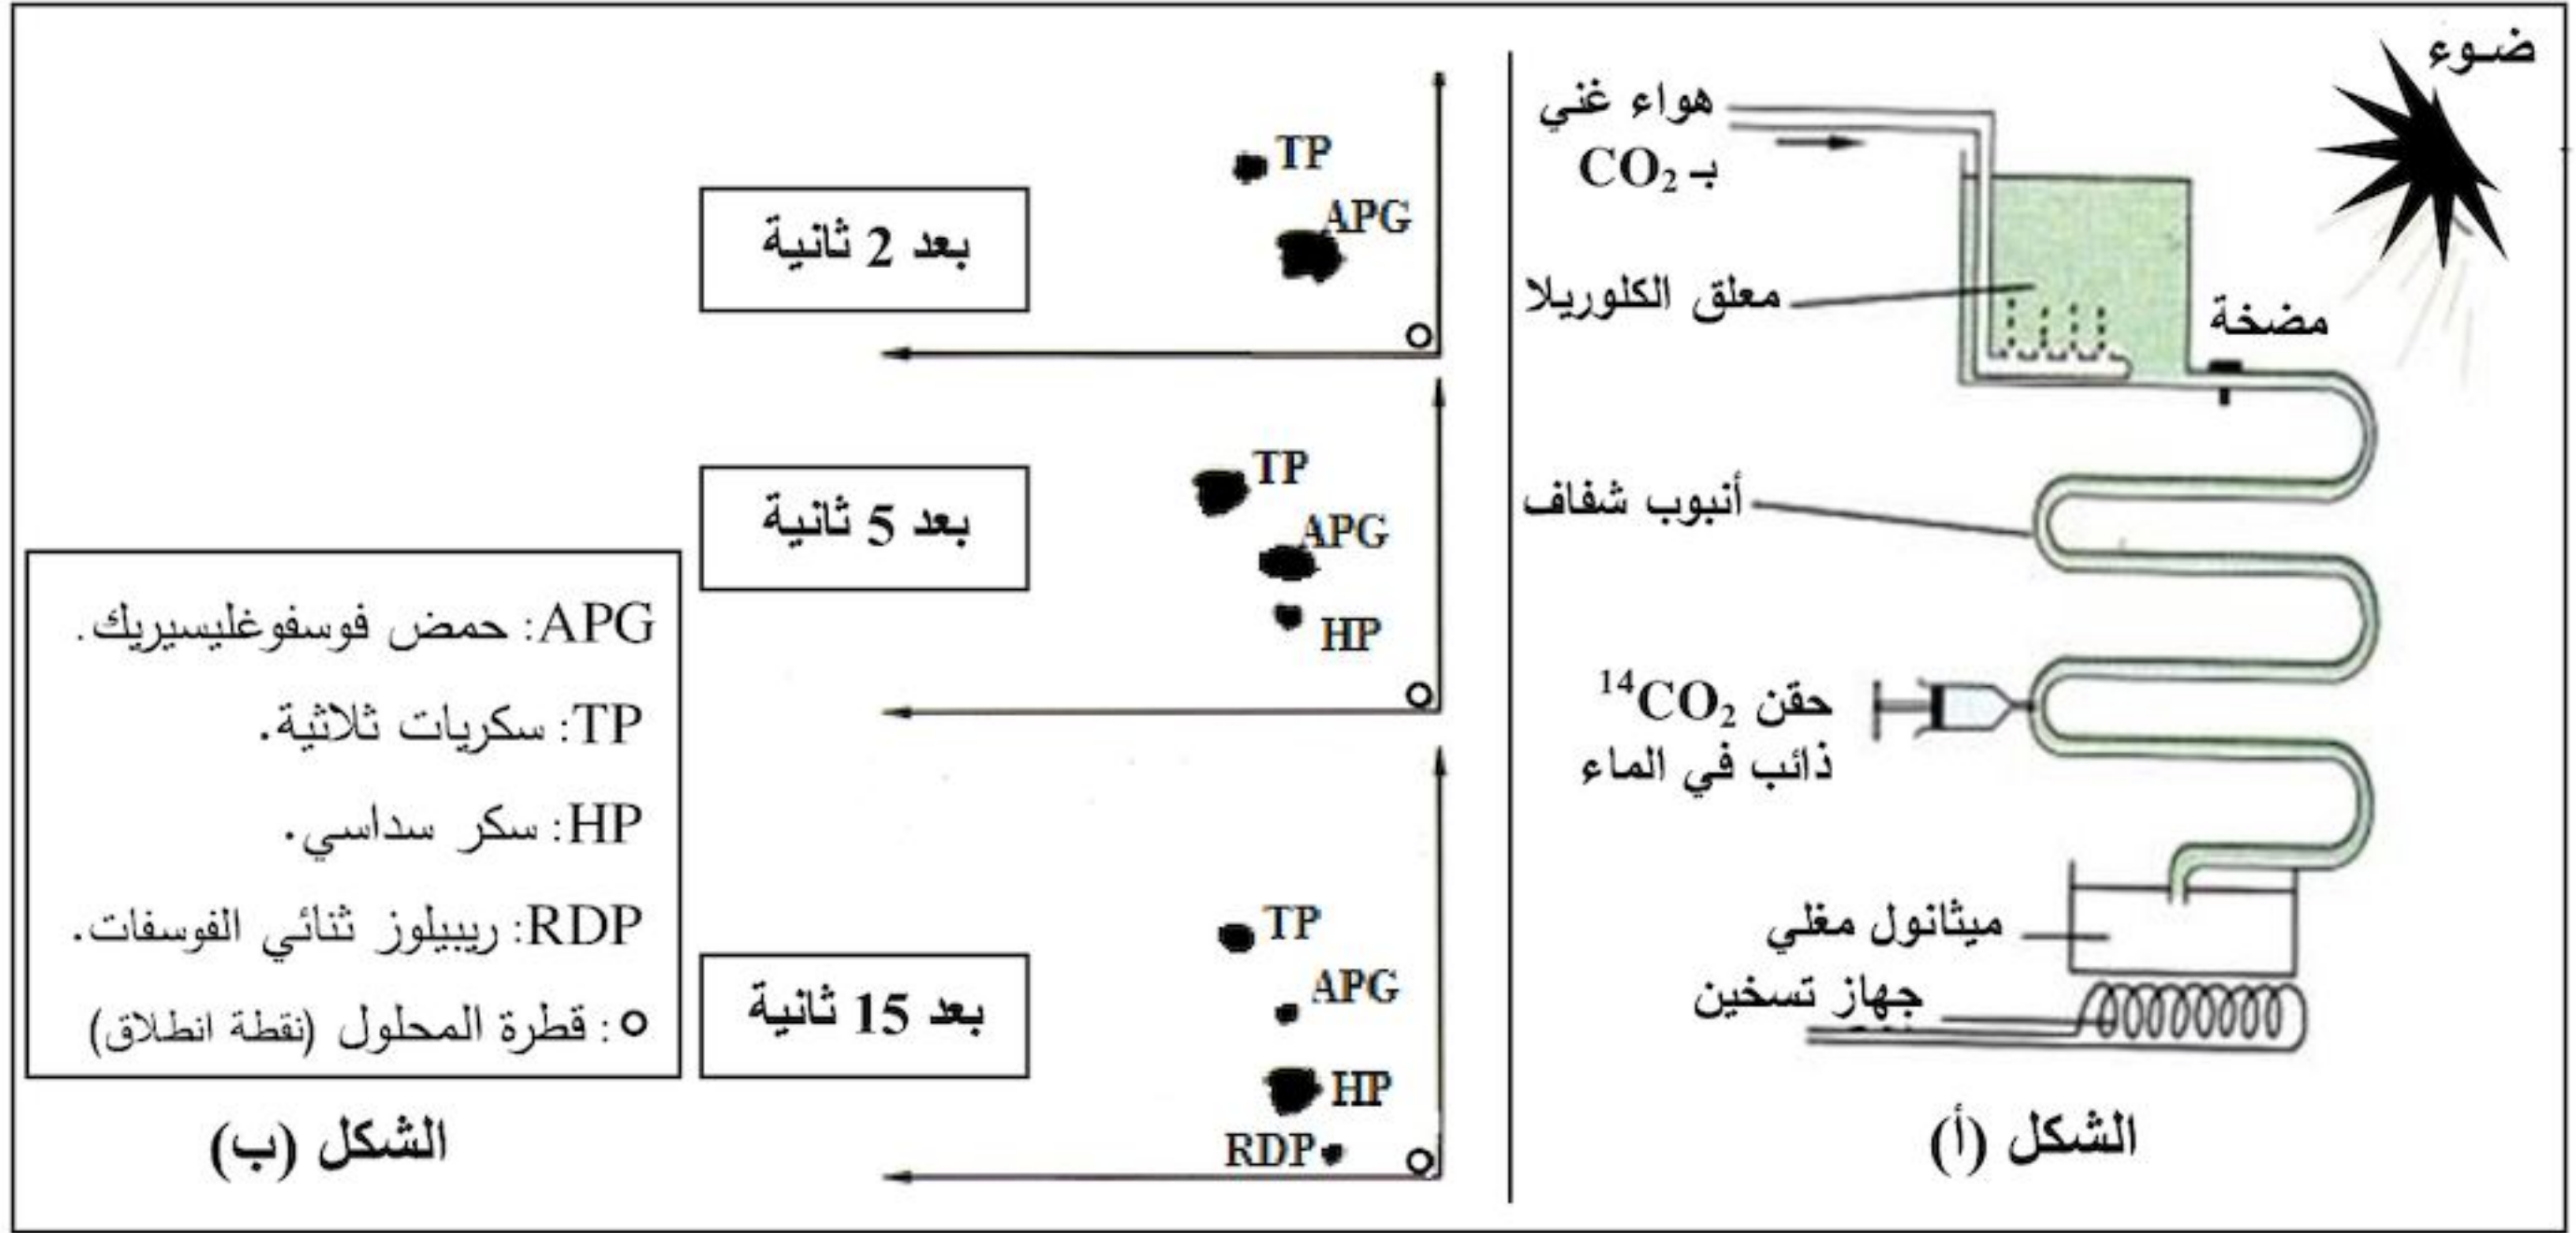 ضوء
هواء غني
بـ CO₂
معلق الكلوريلا
مضخة
أنبوب شفاف
حقن ¹⁴CO₂
ذائب في الماء
ميثانول مغلي
جهاز تسخين
الشكل (أ)
TP
APG
بعد 2 ثانية
TP
APG
HP
بعد 5 ثانية
TP
APG
HP
RDP
بعد 15 ثانية
APG: حمض فوسفوغليسيريك.
TP: سكريات ثلاثية.
HP: سكر سداسي.
RDP: ريبيلوز ثنائي الفوسفات.
o: قطرة المحلول (نقطة انطلاق)
الشكل (ب)